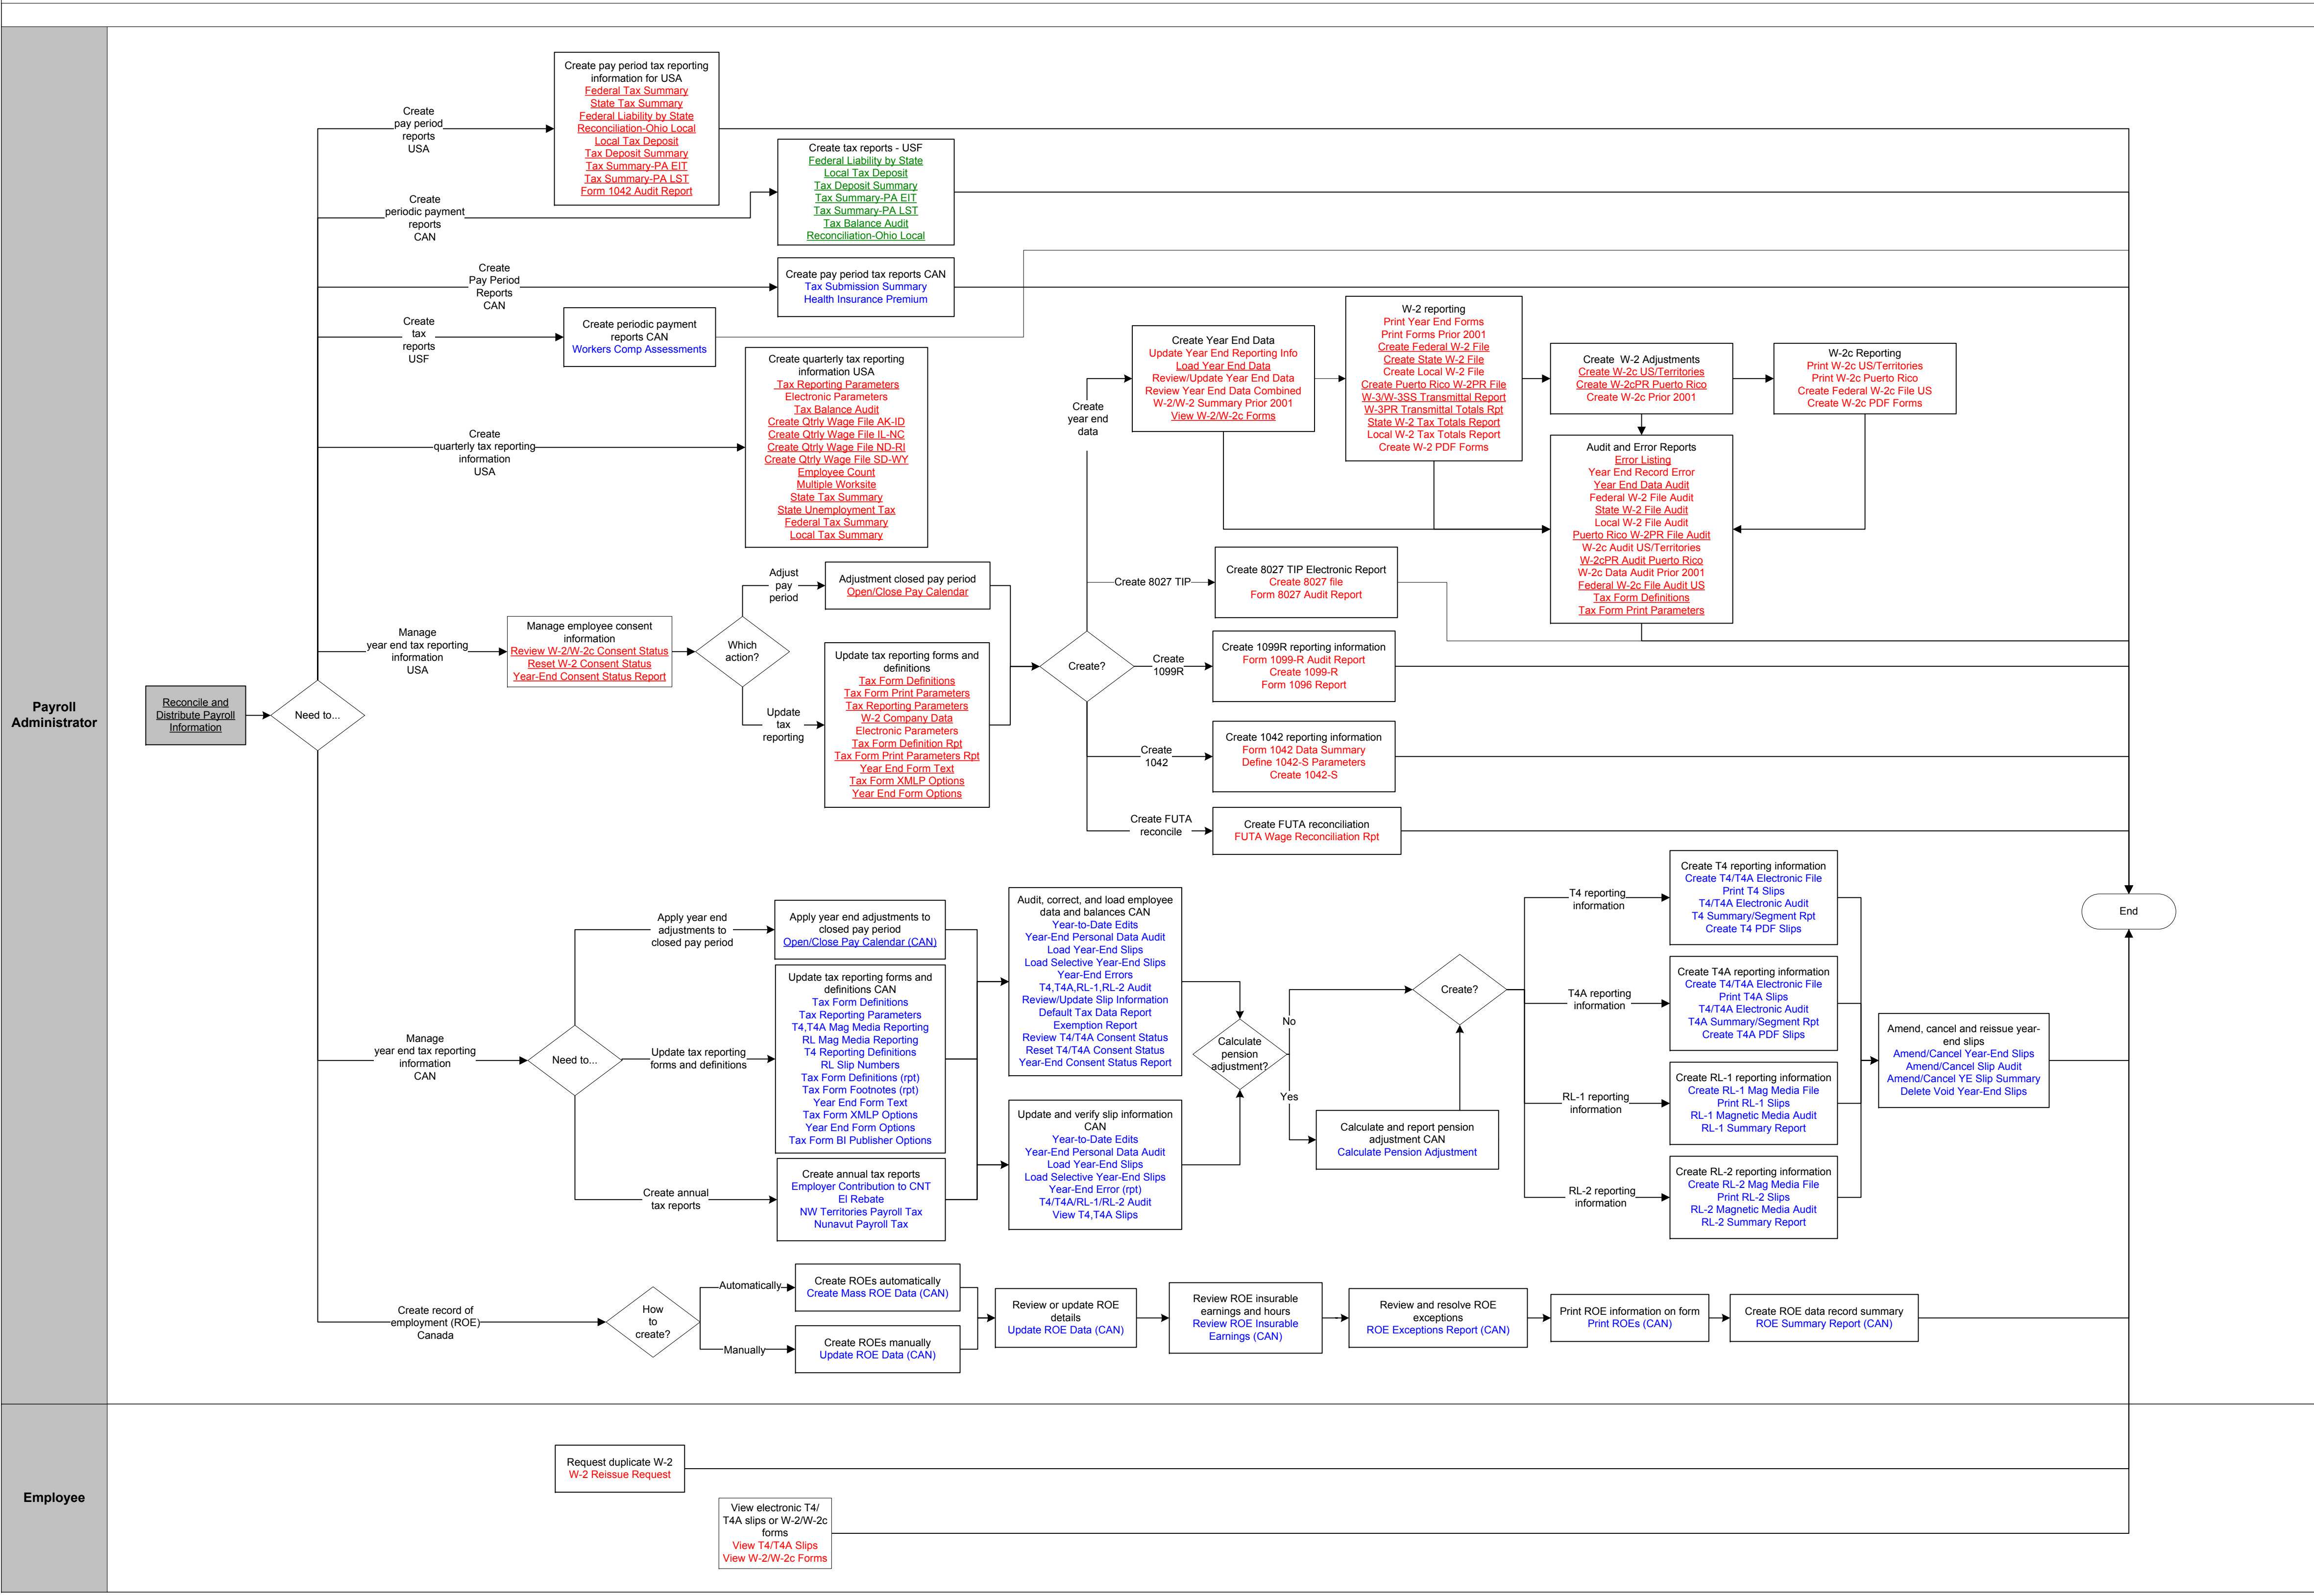 Payroll
Administrator
Reconcile and
Distribute Payroll
Information
Need to...
Create
pay period
reports
USA
Create pay period tax reporting
information for USA
Federal Tax Summary
State Tax Summary
Federal Liability by State
Reconciliation-Ohio Local
Local Tax Deposit
Tax Deposit Summary
Tax Summary-PA EIT
Tax Summary-PA LST
Form 1042 Audit Report
Create
periodic payment
reports
CAN
Create tax reports - USF
Federal Liability by State
Local Tax Deposit
Tax Deposit Summary
Tax Summary-PA EIT
Tax Summary-PA LST
Tax Balance Audit
Reconciliation-Ohio Local
Create
Pay Period
Reports
CAN
Create pay period tax reports CAN
Tax Submission Summary
Health Insurance Premium
Create
tax
reports
USF
Create periodic payment
reports CAN
Workers Comp Assessments
Create
quarterly tax reporting
information
USA
Create quarterly tax reporting
information USA
Tax Reporting Parameters
Electronic Parameters
Tax Balance Audit
Create Qtrly Wage File AK-ID
Create Qtrly Wage File IL-NC
Create Qtrly Wage File ND-RI
Create Qtrly Wage File SD-WY
Employee Count
Multiple Worksite
State Tax Summary
State Unemployment Tax
Federal Tax Summary
Local Tax Summary
Manage
year end tax reporting
information
USA
Manage employee consent
information
Review W-2/W-2c Consent Status
Reset W-2 Consent Status
Year-End Consent Status Report
Which
action?
Adjust
pay
period
Adjustment closed pay period
Open/Close Pay Calendar
Update
tax
reporting
Update tax reporting forms and
definitions
Tax Form Definitions
Tax Form Print Parameters
Tax Reporting Parameters
W-2 Company Data
Electronic Parameters
Tax Form Definition Rpt
Tax Form Print Parameters Rpt
Year End Form Text
Tax Form XMLP Options
Year End Form Options
Create?
Create
year end
data
Create Year End Data
Update Year End Reporting Info
Load Year End Data
Review/Update Year End Data
Review Year End Data Combined
W-2/W-2 Summary Prior 2001
View W-2/W-2c Forms
W-2 reporting
Print Year End Forms
Print Forms Prior 2001
Create Federal W-2 File
Create State W-2 File
Create Local W-2 File
Create Puerto Rico W-2PR File
W-3/W-3SS Transmittal Report
W-3PR Transmittal Totals Rpt
State W-2 Tax Totals Report
Local W-2 Tax Totals Report
Create W-2 PDF Forms
Create  W-2 Adjustments
Create W-2c US/Territories
Create W-2cPR Puerto Rico
Create W-2c Prior 2001
W-2c Reporting
Print W-2c US/Territories
Print W-2c Puerto Rico
Create Federal W-2c File US
Create W-2c PDF Forms
Audit and Error Reports
Error Listing
Year End Record Error
Year End Data Audit
Federal W-2 File Audit
State W-2 File Audit
Local W-2 File Audit
Puerto Rico W-2PR File Audit
W-2c Audit US/Territories
W-2cPR Audit Puerto Rico
W-2c Data Audit Prior 2001
Federal W-2c File Audit US
Tax Form Definitions
Tax Form Print Parameters
Create 8027 TIP
Create 8027 TIP Electronic Report
Create 8027 file
Form 8027 Audit Report
Create
1099R
Create 1099R reporting information
Form 1099-R Audit Report
Create 1099-R
Form 1096 Report
Create
1042
Create 1042 reporting information
Form 1042 Data Summary
Define 1042-S Parameters
Create 1042-S
Create FUTA
reconcile
Create FUTA reconciliation
FUTA Wage Reconciliation Rpt
End
Manage
year end tax reporting
information
CAN
Need to...
Apply year end
adjustments to
closed pay period
Apply year end adjustments to
closed pay period
Open/Close Pay Calendar (CAN)
Update tax reporting
forms and definitions
Update tax reporting forms and
definitions CAN
Tax Form Definitions
Tax Reporting Parameters
T4,T4A Mag Media Reporting
RL Mag Media Reporting
T4 Reporting Definitions
RL Slip Numbers
Tax Form Definitions (rpt)
Tax Form Footnotes (rpt)
Year End Form Text
Tax Form XMLP Options
Year End Form Options
Tax Form BI Publisher Options
Create annual
tax reports
Create annual tax reports
Employer Contribution to CNT
EI Rebate
NW Territories Payroll Tax
Nunavut Payroll Tax
Audit, correct, and load employee
data and balances CAN
Year-to-Date Edits
Year-End Personal Data Audit
Load Year-End Slips
Load Selective Year-End Slips
Year-End Errors
T4,T4A,RL-1,RL-2 Audit
Review/Update Slip Information
Default Tax Data Report
Exemption Report
Review T4/T4A Consent Status
Reset T4/T4A Consent Status
Year-End Consent Status Report
Update and verify slip information
CAN
Year-to-Date Edits
Year-End Personal Data Audit
Load Year-End Slips
Load Selective Year-End Slips
Year-End Error (rpt)
T4/T4A/RL-1/RL-2 Audit
View T4,T4A Slips
Calculate
pension
adjustment?
No
Yes
Calculate and report pension
adjustment CAN
Calculate Pension Adjustment
Create?
T4 reporting
information
Create T4 reporting information
Create T4/T4A Electronic File
Print T4 Slips
T4/T4A Electronic Audit
T4 Summary/Segment Rpt
Create T4 PDF Slips
T4A reporting
information
Create T4A reporting information
Create T4/T4A Electronic File
Print T4A Slips
T4/T4A Electronic Audit
T4A Summary/Segment Rpt
Create T4A PDF Slips
RL-1 reporting
information
Create RL-1 reporting information
Create RL-1 Mag Media File
Print RL-1 Slips
RL-1 Magnetic Media Audit
RL-1 Summary Report
RL-2 reporting
information
Create RL-2 reporting information
Create RL-2 Mag Media File
Print RL-2 Slips
RL-2 Magnetic Media Audit
RL-2 Summary Report
Amend, cancel and reissue year-
end slips
Amend/Cancel Year-End Slips
Amend/Cancel Slip Audit
Amend/Cancel YE Slip Summary
Delete Void Year-End Slips
Create record of
employment (ROE)
Canada
How
to
create?
Automatically
Create ROEs automatically
Create Mass ROE Data (CAN)
Manually
Create ROEs manually
Update ROE Data (CAN)
Review or update ROE
details
Update ROE Data (CAN)
Review ROE insurable
earnings and hours
Review ROE Insurable
Earnings (CAN)
Review and resolve ROE
exceptions
ROE Exceptions Report (CAN)
Print ROE information on form
Print ROEs (CAN)
Create ROE data record summary
ROE Summary Report (CAN)
Employee
Request duplicate W-2
W-2 Reissue Request
View electronic T4/
T4A slips or W-2/W-2c
forms
View T4/T4A Slips
View W-2/W-2c Forms